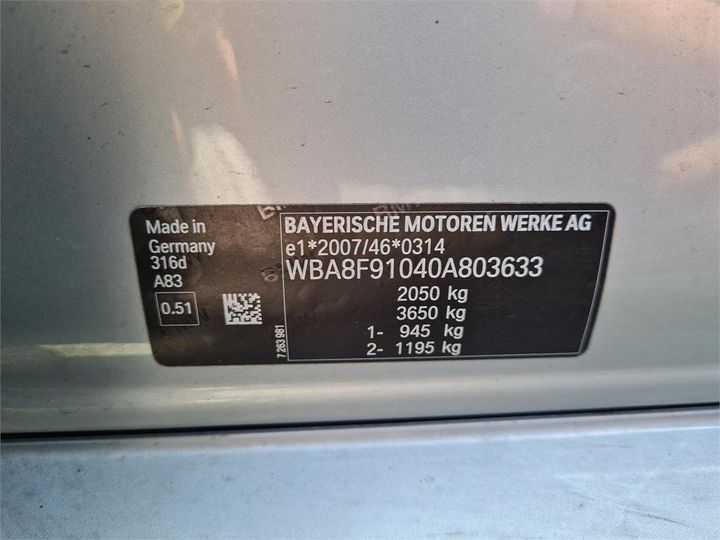 Made in
Germany
316d
A83
0.51
7 263 981
BAYERISCHE MOTOREN WERKE AG
e1*2007/46*0314
WBA8F91040A803633
2050 kg
3650 kg
1- 945 kg
2- 1195 kg